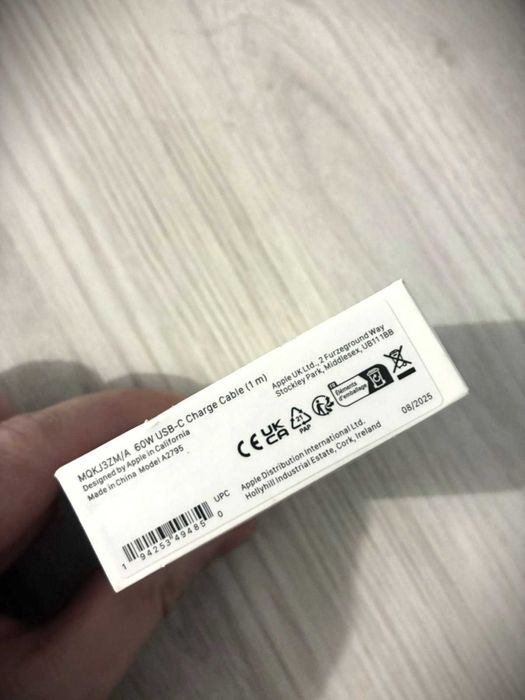 MQKJ3ZM/A 60W USB-C Charge Cable (1 m)
Designed by Apple in California
Made in China Model A2795
Apple UK Ltd., 2 Furzeground Way
Stockley Park, Middlesex, UB11 1BB
CE UK CA
21
PAP
FR
Éléments
d'emballage
UPC
1 94253 49485 0
Apple Distribution International Ltd.
Hollyhill Industrial Estate, Cork, Ireland
08/2025